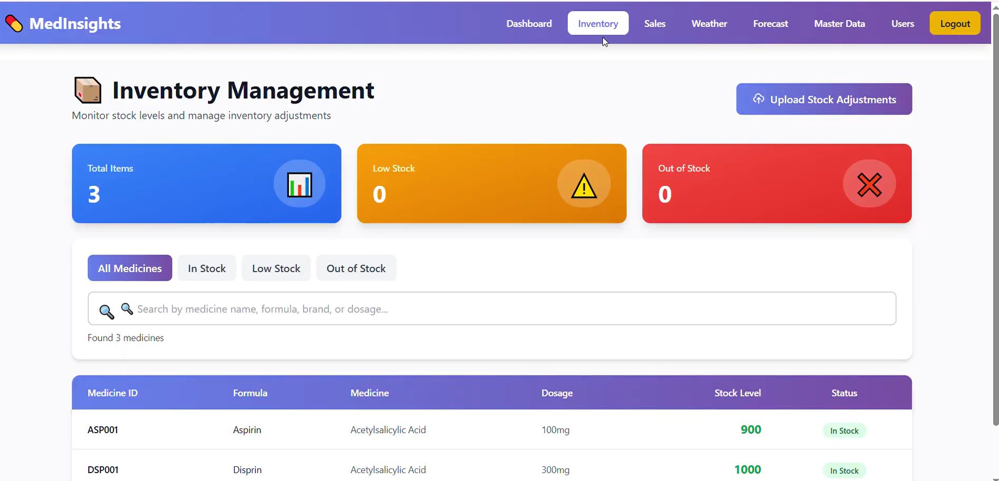 MedInsights Dashboard Inventory Sales Weather Forecast Master Data Users Logout
Inventory Management
Monitor stock levels and manage inventory adjustments
Upload Stock Adjustments
Total Items
3
Low Stock
0
Out of Stock
0
All Medicines In Stock Low Stock Out of Stock
Search by medicine name, formula, brand, or dosage...
Found 3 medicines
Medicine ID Formula Medicine Dosage Stock Level Status
ASP001 Aspirin Acetylsalicylic Acid 100mg 900 In Stock
DSP001 Disprin Acetylsalicylic Acid 300mg 1000 In Stock